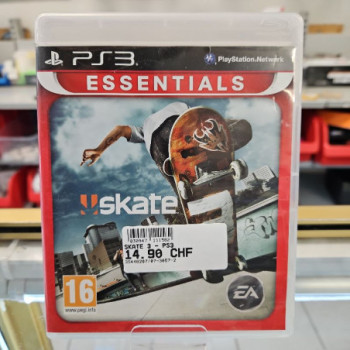 PS3
PlayStation®Network
ESSENTIALS
skate
SKATE 3 - PS3
14.90 CHF
16
www.pegi.info
EA